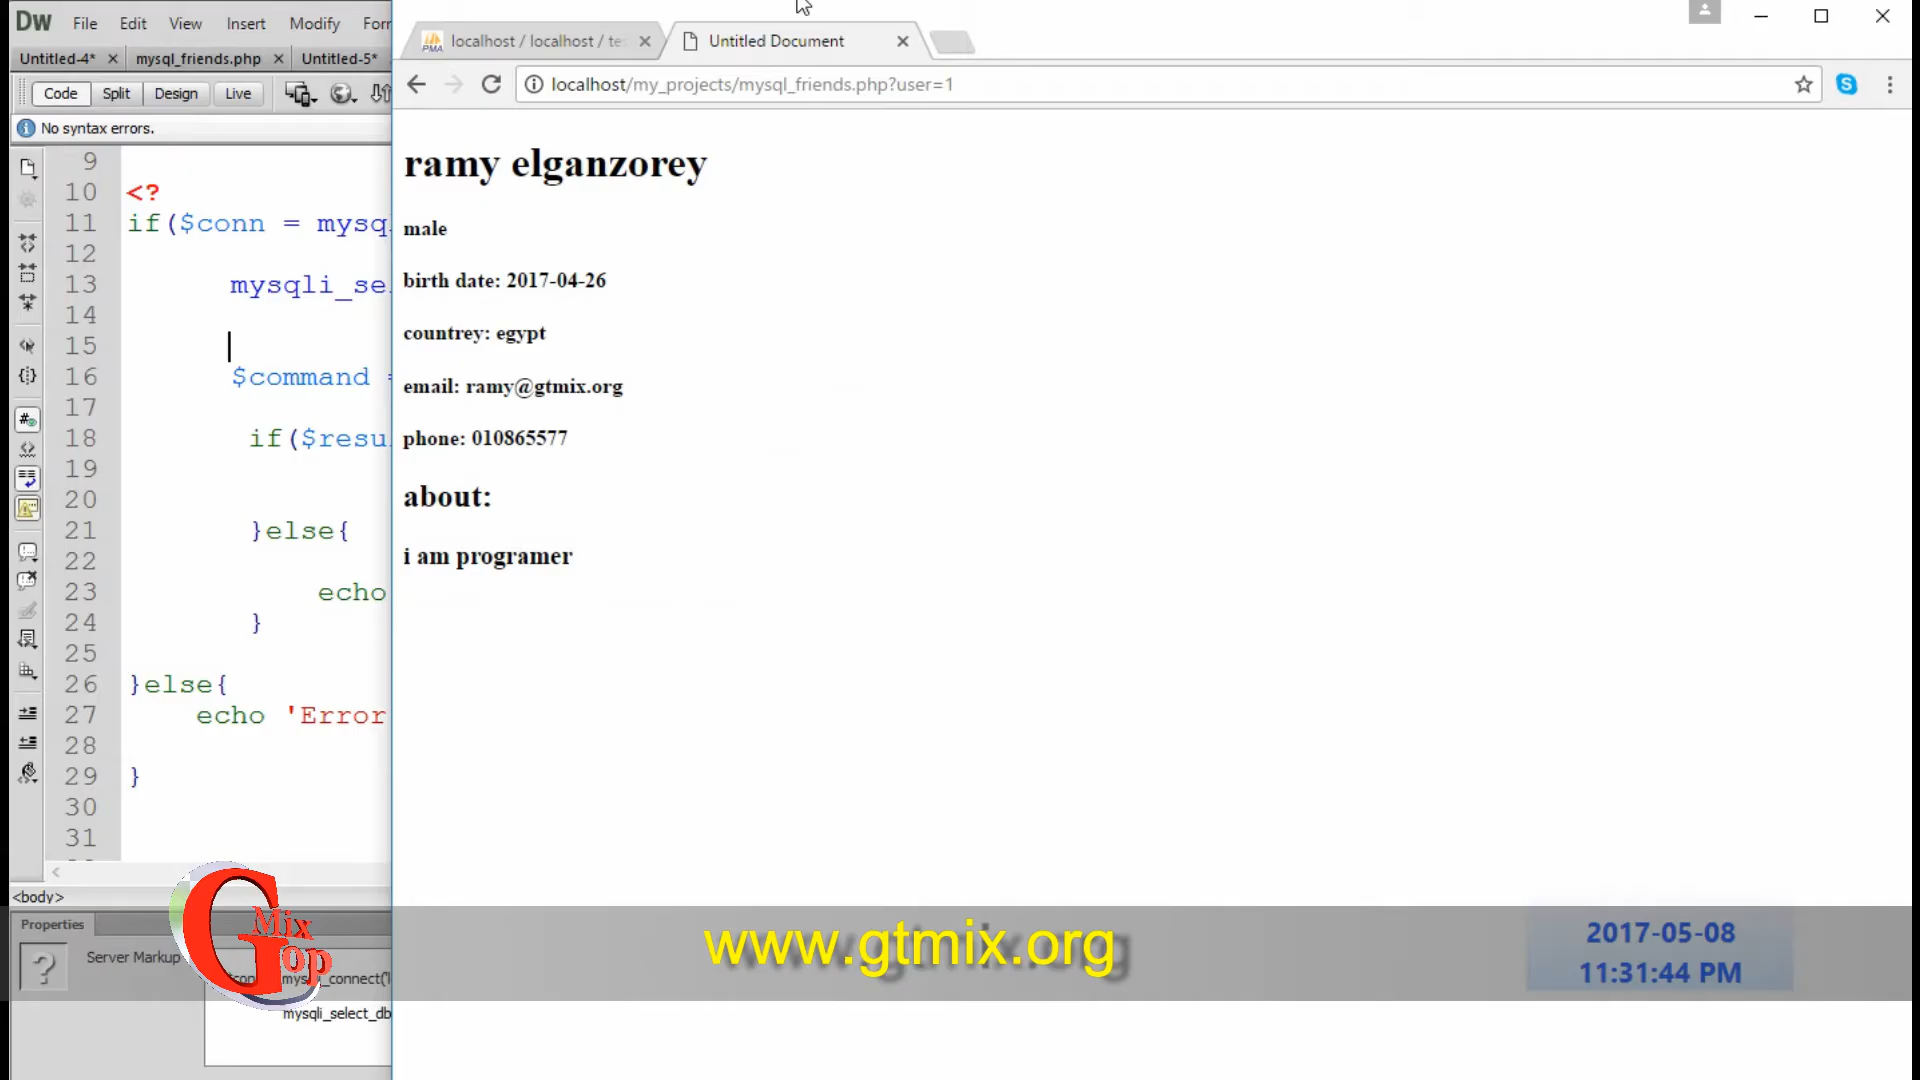 Dw File Edit View Insert Modify For
Untitled-4* × mysql_friends.php × Untitled-5*
Code Split Design Live
No syntax errors.
9
10 <?
11 if($conn = mysq
12
13 mysqli_se
14
15
16 $command =
17
18 if($resu
19
20
21 }else{
22
23 echo
24 }
25
26 }else{
27 echo 'Error
28
29 }
30
31
<body>
Properties
Server Markup
mysqli_connect('l
mysqli_select_db
PMA localhost / localhost / te
Untitled Document
localhost/my_projects/mysql_friends.php?user=1
ramy elganzorey
male
birth date: 2017-04-26
countrey: egypt
email: ramy@gtmix.org
phone: 010865577
about:
i am programer
G Mix Top
www.gtmix.org
2017-05-08
11:31:44 PM